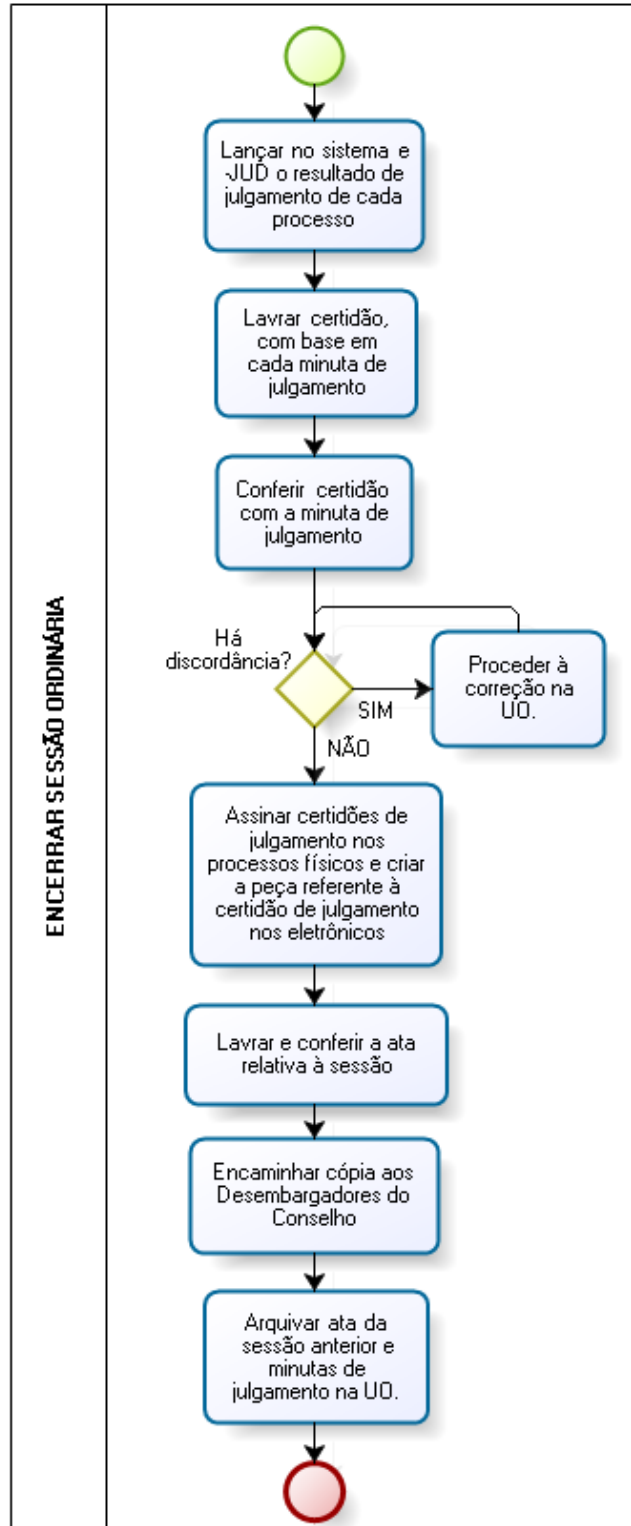 ENCERRAR SESSÃO ORDINÁRIA
Lançar no sistema e
-JUD o resultado de
julgamento de cada
processo
Lavrar certidão,
com base em
cada minuta de
julgamento
Conferir certidão
com a minuta de
julgamento
Há
discordância?
SIM
Proceder à
correção na
UO.
NÃO
Assinar certidões de
julgamento nos
processos físicos e criar
a peça referente à
certidão de julgamento
nos eletrônicos
Lavrar e conferir a ata
relativa à sessão
Encaminhar cópia aos
Desembargadores do
Conselho
Arquivar ata da
sessão anterior e
minutas de
julgamento na UO.